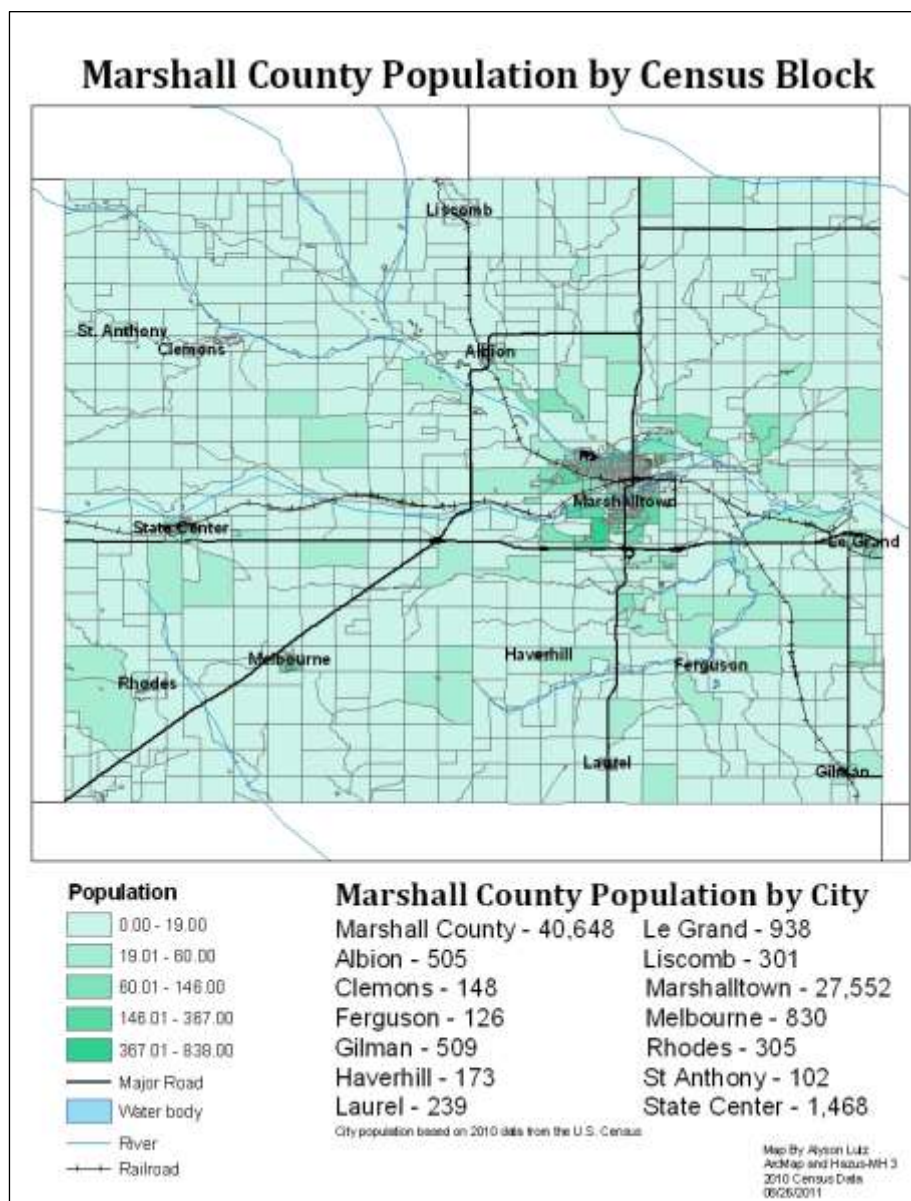 Marshall County Population by Census Block
Liscomb
St. Anthony
Clemons
Albion
Marshalltown
State Center
Le Grand
Haverhill
Melbourne
Ferguson
Rhodes
Laurel
Gilman
Population
0.00 - 19.00
19.01 - 60.00
60.01 - 146.00
146.01 - 367.00
367.01 - 838.00
Major Road
Water body
River
Railroad
Marshall County Population by City
Marshall County - 40,648
Albion - 505
Clemons - 148
Ferguson - 126
Gilman - 509
Haverhill - 173
Laurel - 239
Le Grand - 938
Liscomb - 301
Marshalltown - 27,552
Melbourne - 830
Rhodes - 305
St Anthony - 102
State Center - 1,468
City population based on 2010 data from the U.S. Census
Map By Alyson Lutz
ArcMap and Hazus-MH 3
2010 Census Data
08/26/2011